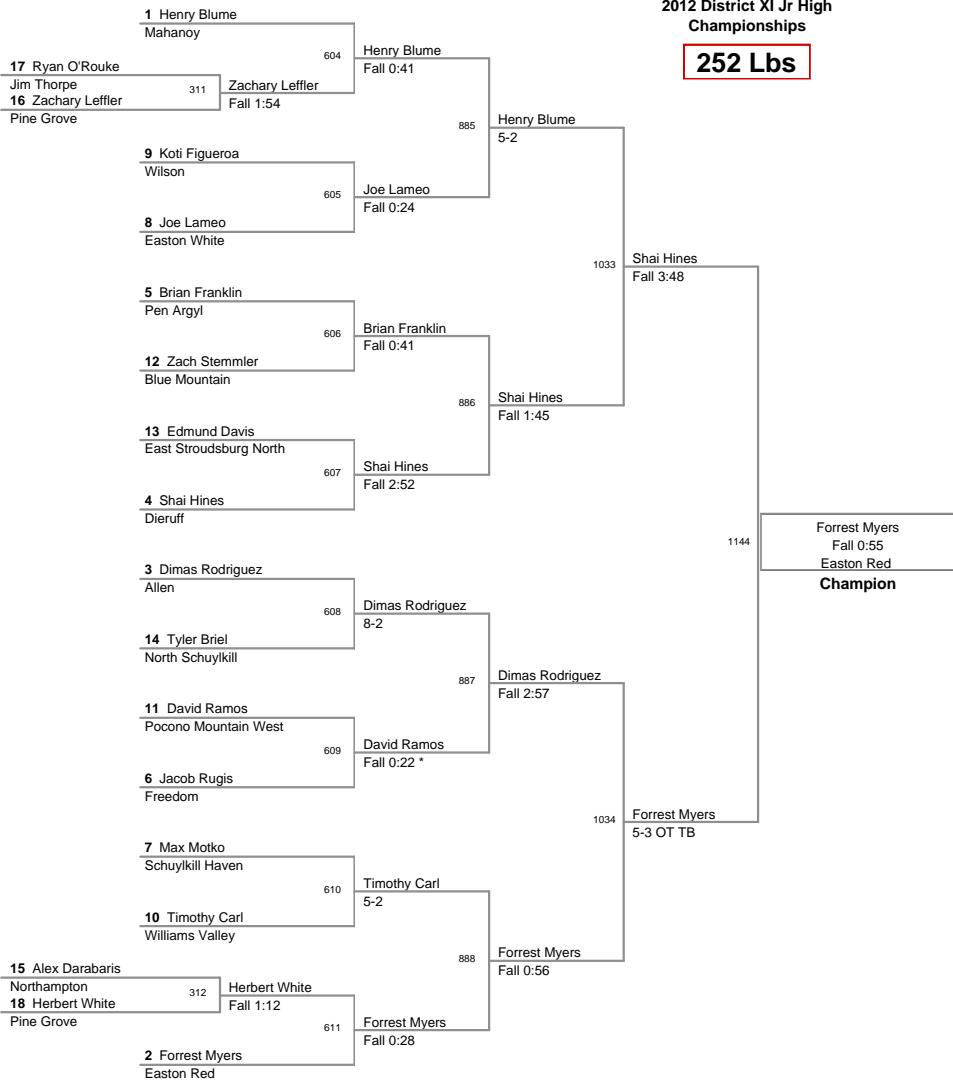 2012 District XI Jr High
Championships
252 Lbs
1 Henry Blume
Mahanoy
604
Henry Blume
Fall 0:41
17 Ryan O'Rouke
Jim Thorpe
311
Zachary Leffler
Fall 1:54
16 Zachary Leffler
Pine Grove
885
Henry Blume
5-2
9 Koti Figueroa
Wilson
605
Joe Lameo
Fall 0:24
8 Joe Lameo
Easton White
1033
Shai Hines
Fall 3:48
5 Brian Franklin
Pen Argyl
606
Brian Franklin
Fall 0:41
12 Zach Stemmler
Blue Mountain
886
Shai Hines
Fall 1:45
13 Edmund Davis
East Stroudsburg North
607
Shai Hines
Fall 2:52
4 Shai Hines
Dieruff
1144
Forrest Myers
Fall 0:55
Easton Red
Champion
3 Dimas Rodriguez
Allen
608
Dimas Rodriguez
8-2
14 Tyler Briel
North Schuylkill
887
Dimas Rodriguez
Fall 2:57
11 David Ramos
Pocono Mountain West
609
David Ramos
Fall 0:22 *
6 Jacob Rugis
Freedom
1034
Forrest Myers
5-3 OT TB
7 Max Motko
Schuylkill Haven
610
Timothy Carl
5-2
10 Timothy Carl
Williams Valley
888
Forrest Myers
Fall 0:56
15 Alex Darabaris
Northampton
312
Herbert White
Fall 1:12
18 Herbert White
Pine Grove
611
Forrest Myers
Fall 0:28
2 Forrest Myers
Easton Red